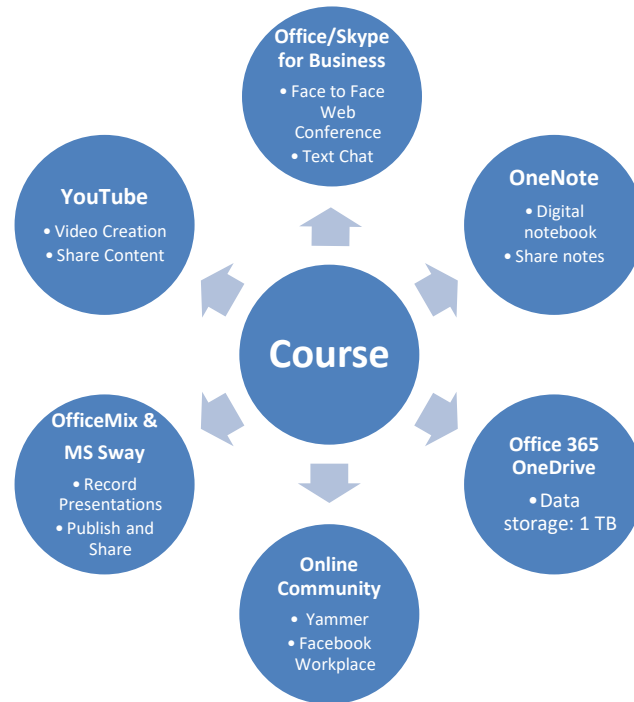 Office/Skype
for Business
• Face to Face
Web
Conference
• Text Chat
YouTube
• Video Creation
• Share Content
OneNote
• Digital
notebook
• Share notes
Course
OfficeMix &
MS Sway
• Record
Presentations
• Publish and
Share
Office 365
OneDrive
• Data
storage: 1 TB
Online
Community
• Yammer
• Facebook
Workplace